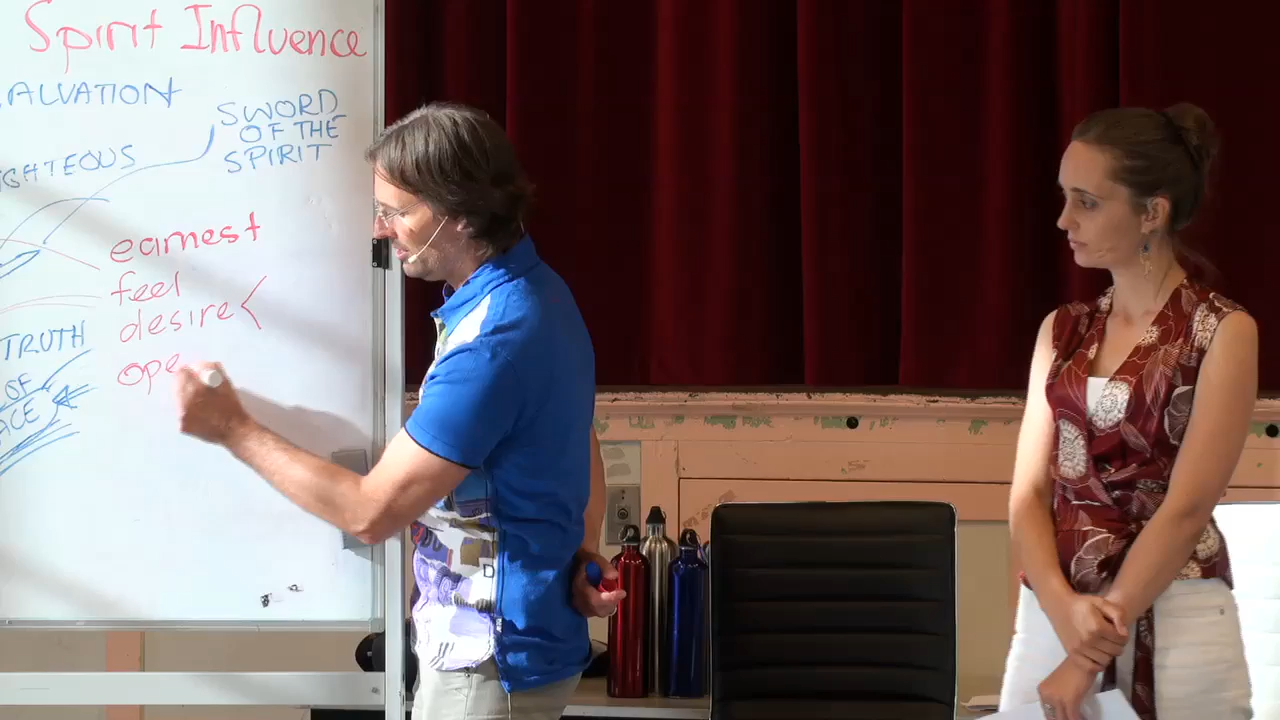 Spirit Influence
ALVATION
SWORD
OF THE
SPIRIT
GHTEOUS
earnest
feel
desire <
ope
TRUTH
OF
ACE